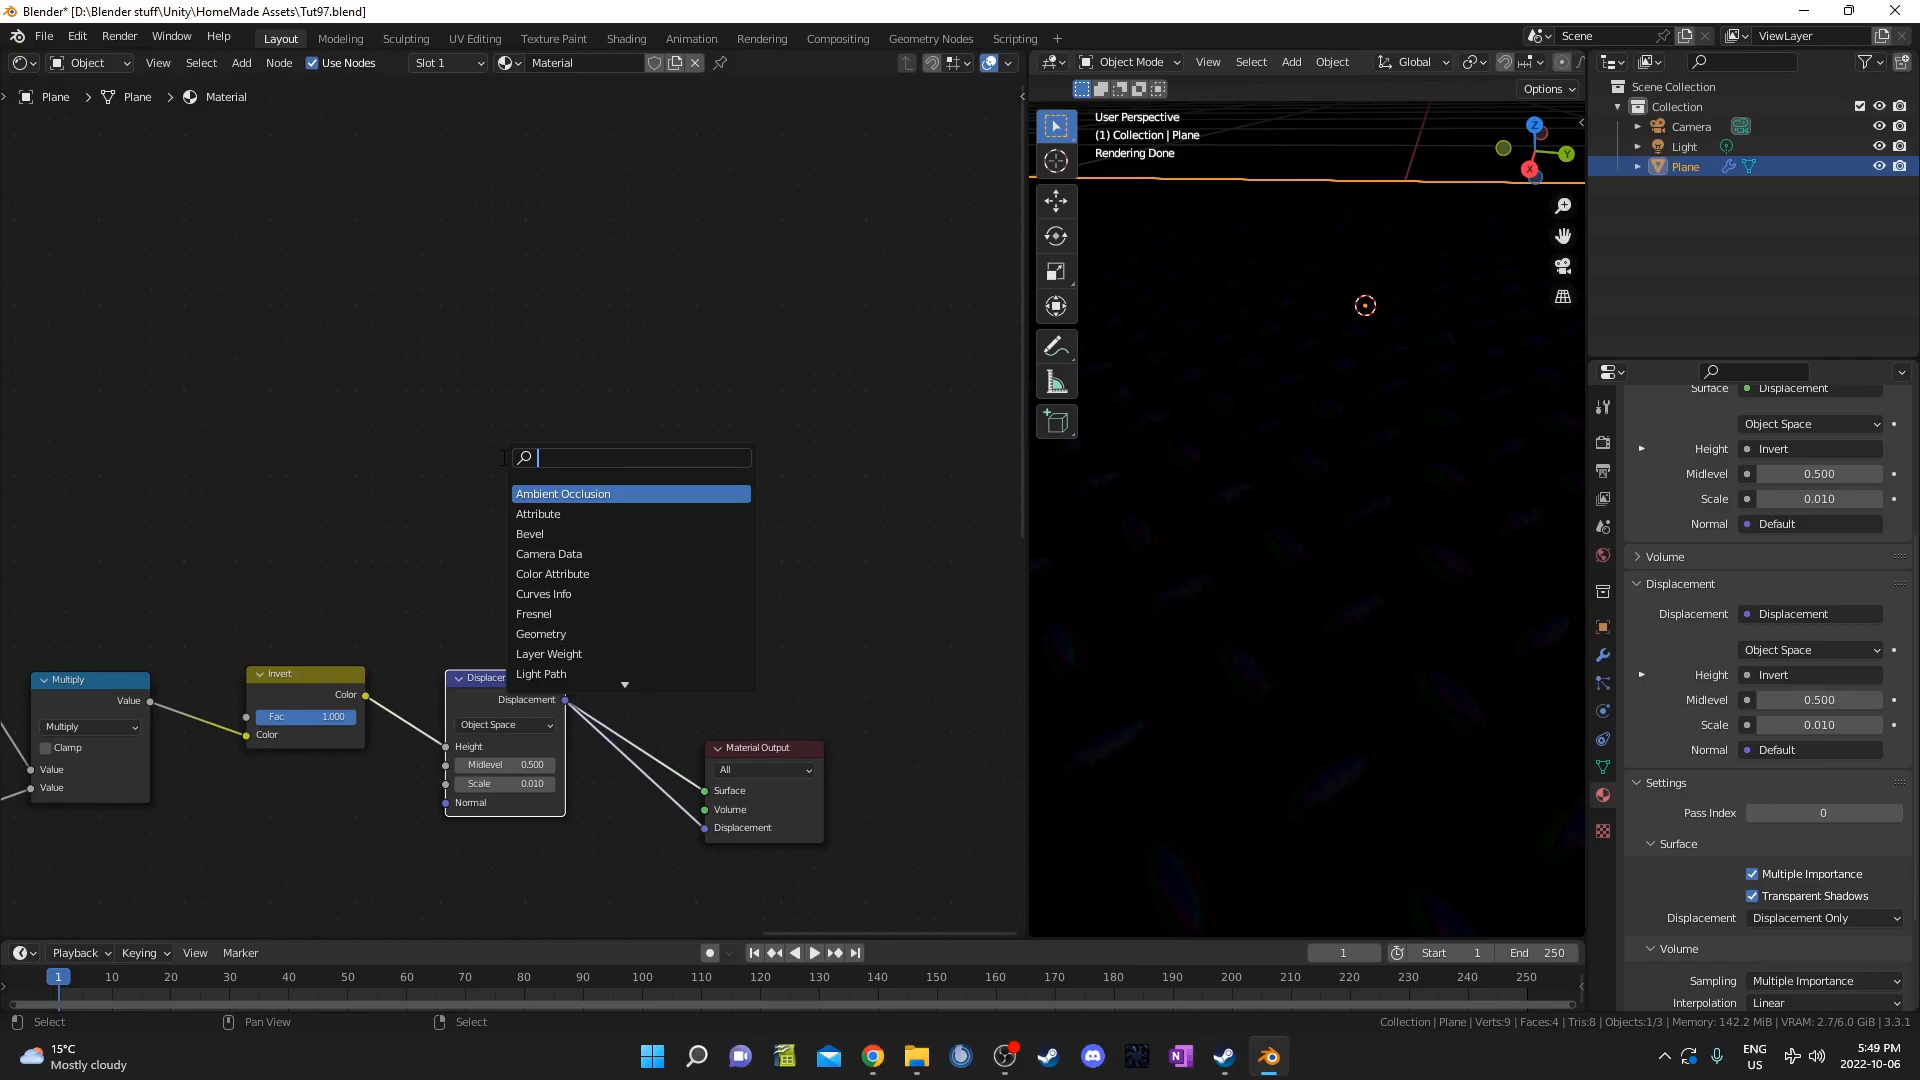 Blender* [D:\Blender stuff\Unity\HomeMade Assets\Tut97.blend]
File Edit Render Window Help Layout Modeling Sculpting UV Editing Texture Paint Shading Animation Rendering Compositing Geometry Nodes Scripting Scene ViewLayer
Object View Select Add Node Use Nodes Slot 1 Material
Object Mode View Select Add Object Global
Options
Plane Plane Material
User Perspective
(1) Collection | Plane
Rendering Done
Z
Y
X
Scene Collection
Collection
Camera
Light
Plane
Ambient Occlusion
Attribute
Bevel
Camera Data
Color Attribute
Curves Info
Fresnel
Geometry
Layer Weight
Light Path
Multiply
Value
Multiply
Clamp
Value
Value
Invert
Color
Fac 1.000
Color
Displacement
Object Space
Height
Midlevel 0.500
Scale 0.010
Normal
Material Output
All
Surface
Volume
Displacement
Surface Displacement
Object Space
Height Invert
Midlevel 0.500
Scale 0.010
Normal Default
Volume
Displacement
Displacement Displacement
Object Space
Height Invert
Midlevel 0.500
Scale 0.010
Normal Default
Settings
Pass Index 0
Surface
Multiple Importance
Transparent Shadows
Displacement Displacement Only
Volume
Sampling Multiple Importance
Interpolation Linear
Playback Keying View Marker 1 Start 1 End 250
1 10 20 30 40 50 60 70 80 90 100 110 120 130 140 150 160 170 180 190 200 210 220 230 240 250
Select Pan View Select Collection | Plane | Verts:9 | Faces:4 | Tris:8 | Objects:1/3 | Memory: 142.2 MiB | VRAM: 2.7/6.0 GiB | 3.3.1
15°C
Mostly cloudy
ENG
US
5:49 PM
2022-10-06